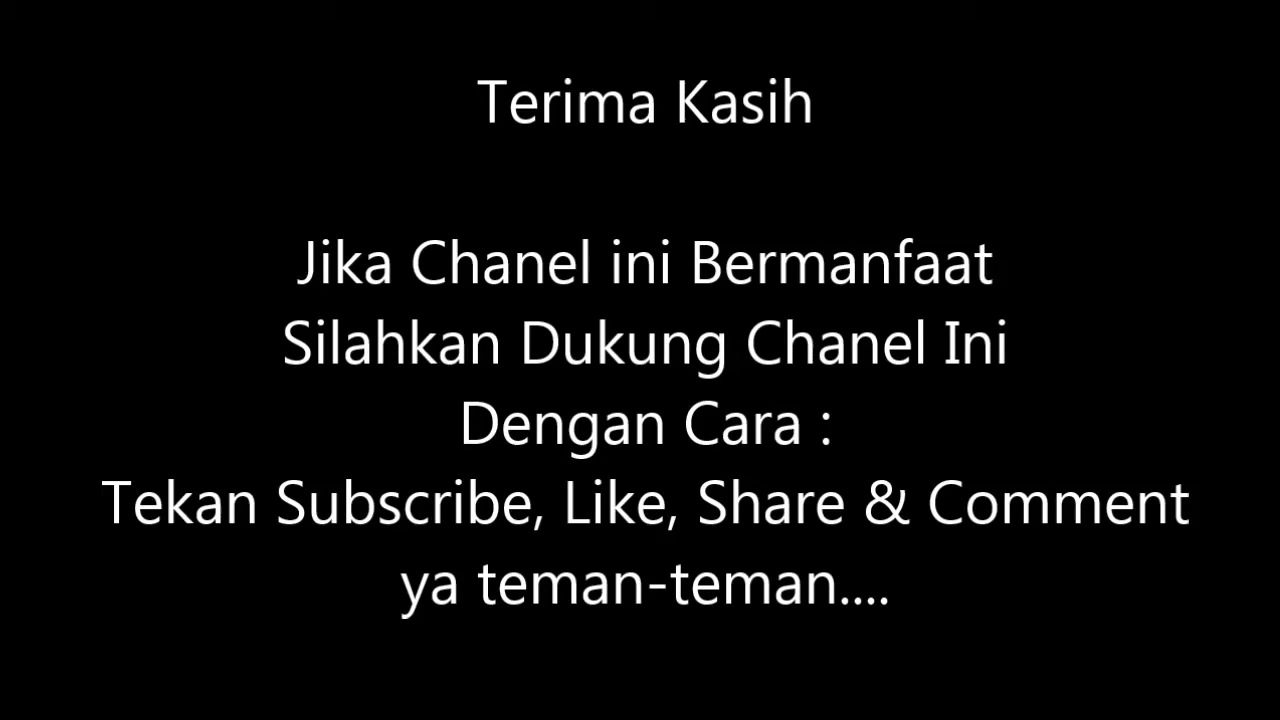 Terima Kasih
Jika Chanel ini Bermanfaat
Silahkan Dukung Chanel Ini
Dengan Cara :
Tekan Subscribe, Like, Share & Comment
ya teman-teman....